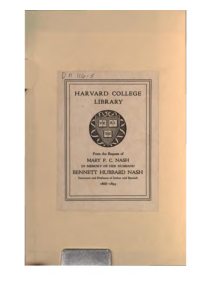 HARVARD COLLEGE
LIBRARY
From the Bequest of
MARY P. C. NASH
IN MEMORY OF HER HUSBAND
BENNETT HUBBARD NASH
Instructor and Professor of Italian and Spanish
1866-1894